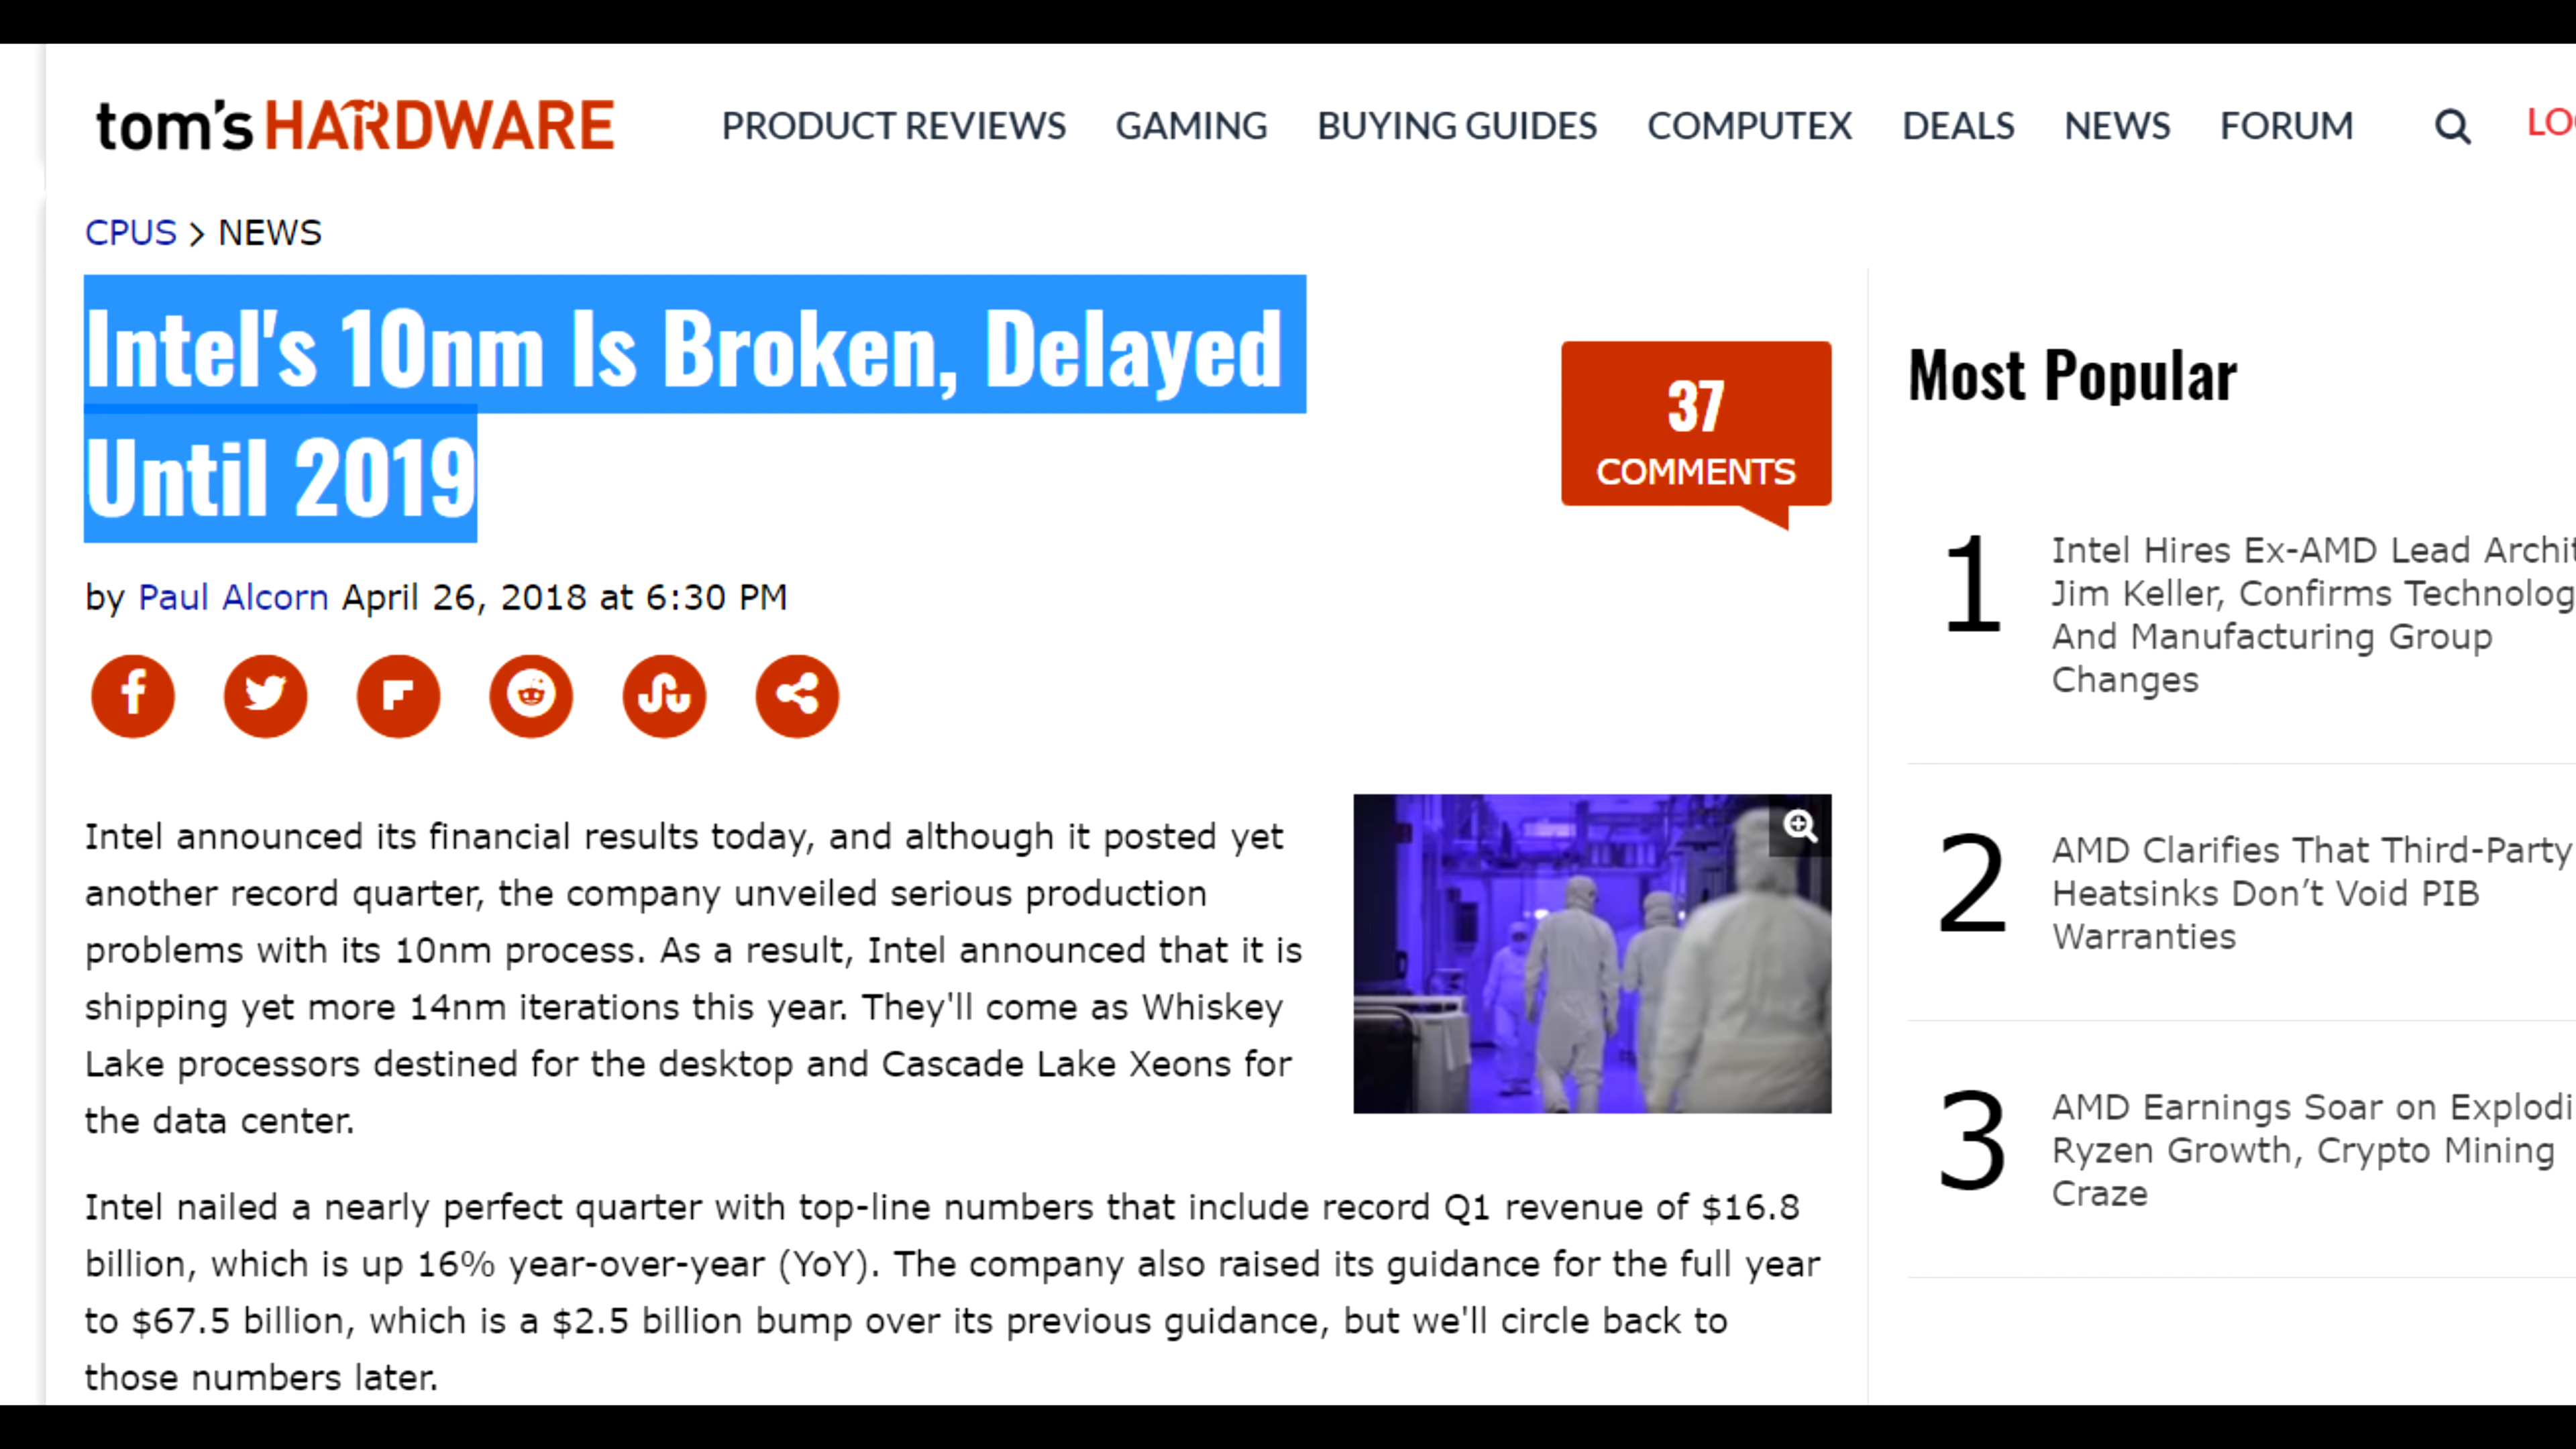 tom's HARDWARE
PRODUCT REVIEWS GAMING BUYING GUIDES COMPUTEX DEALS NEWS FORUM
CPUS > NEWS
Intel's 10nm Is Broken, Delayed
Until 2019
37
COMMENTS
by Paul Alcorn April 26, 2018 at 6:30 PM
Intel announced its financial results today, and although it posted yet
another record quarter, the company unveiled serious production
problems with its 10nm process. As a result, Intel announced that it is
shipping yet more 14nm iterations this year. They'll come as Whiskey
Lake processors destined for the desktop and Cascade Lake Xeons for
the data center.
Intel nailed a nearly perfect quarter with top-line numbers that include record Q1 revenue of $16.8
billion, which is up 16% year-over-year (YoY). The company also raised its guidance for the full year
to $67.5 billion, which is a $2.5 billion bump over its previous guidance, but we'll circle back to
those numbers later.
Most Popular
1
Intel Hires Ex-AMD Lead
Jim Keller, Confirms
And Manufacturing Group
Changes
2
AMD Clarifies That Third-Party
Heatsinks Don’t Void PIB
Warranties
3
AMD Earnings Soar on
Ryzen Growth, Crypto Mining
Craze